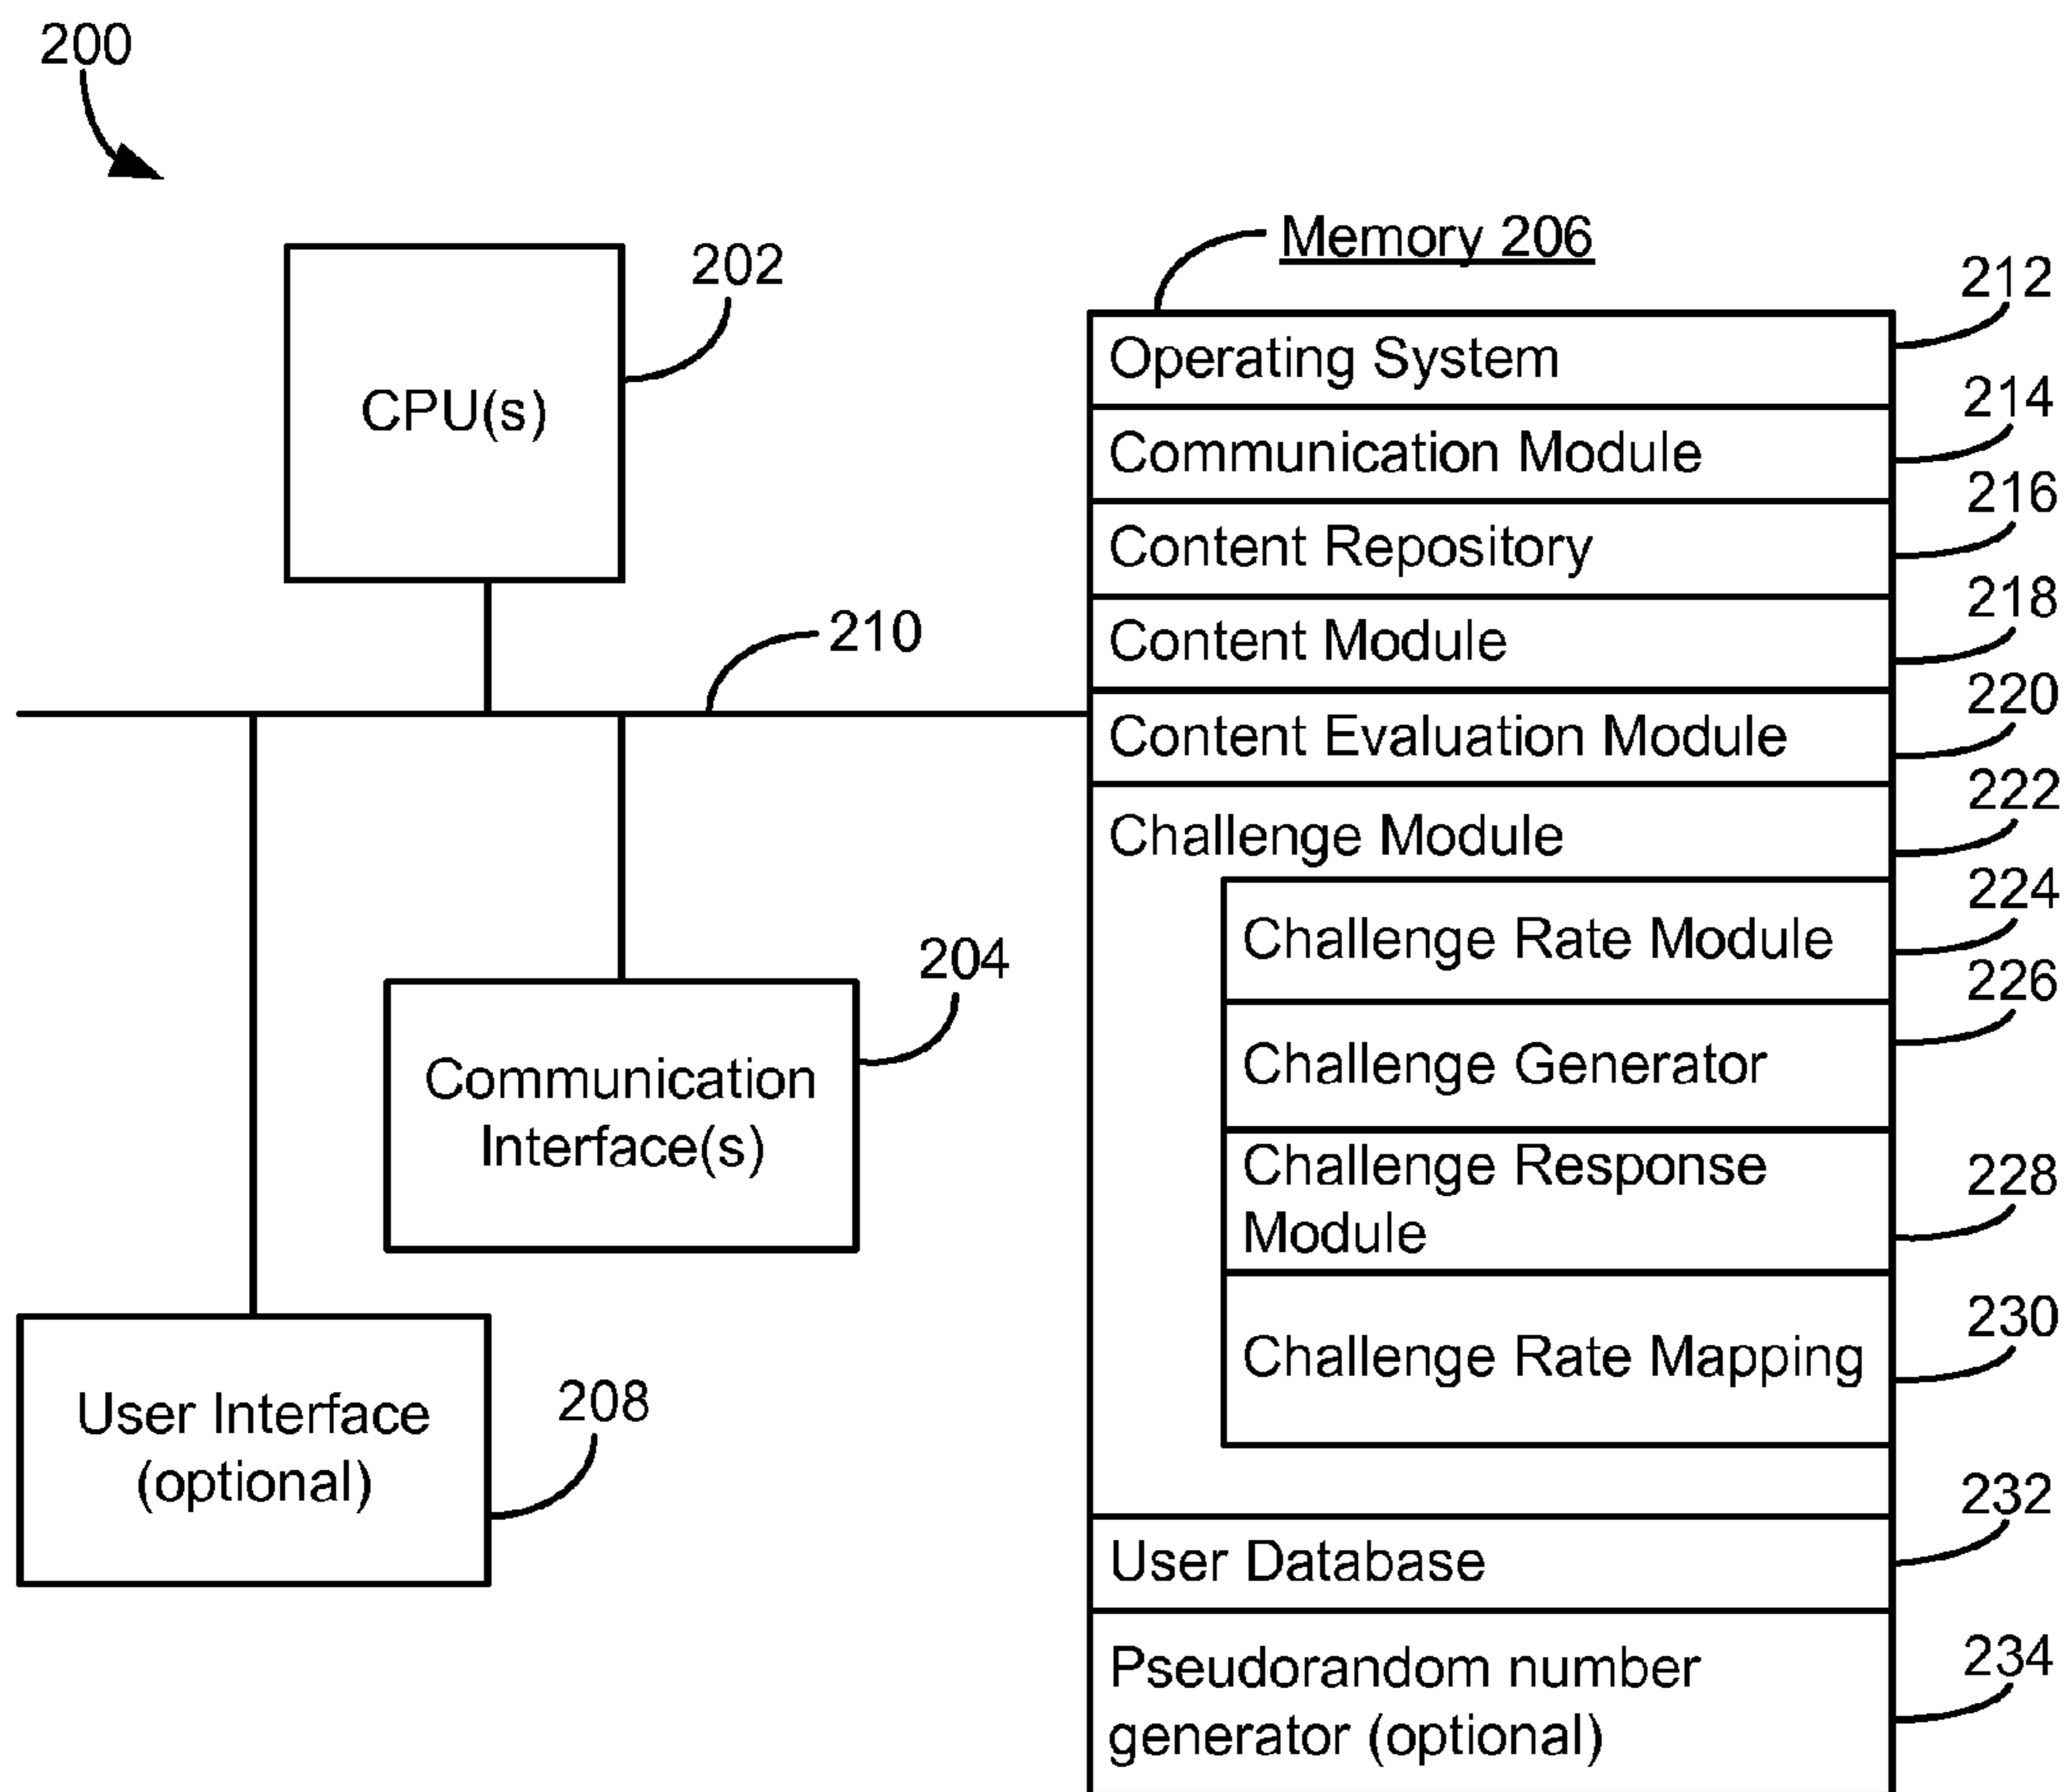 200
CPU(s)
202
210
Communication
Interface(s)
204
User Interface
(optional)
208
Memory 206
Operating System
212
Communication Module
214
Content Repository
216
Content Module
218
Content Evaluation Module
220
Challenge Module
222
Challenge Rate Module
224
Challenge Generator
226
Challenge Response
Module
228
Challenge Rate Mapping
230
User Database
232
Pseudorandom number
generator (optional)
234